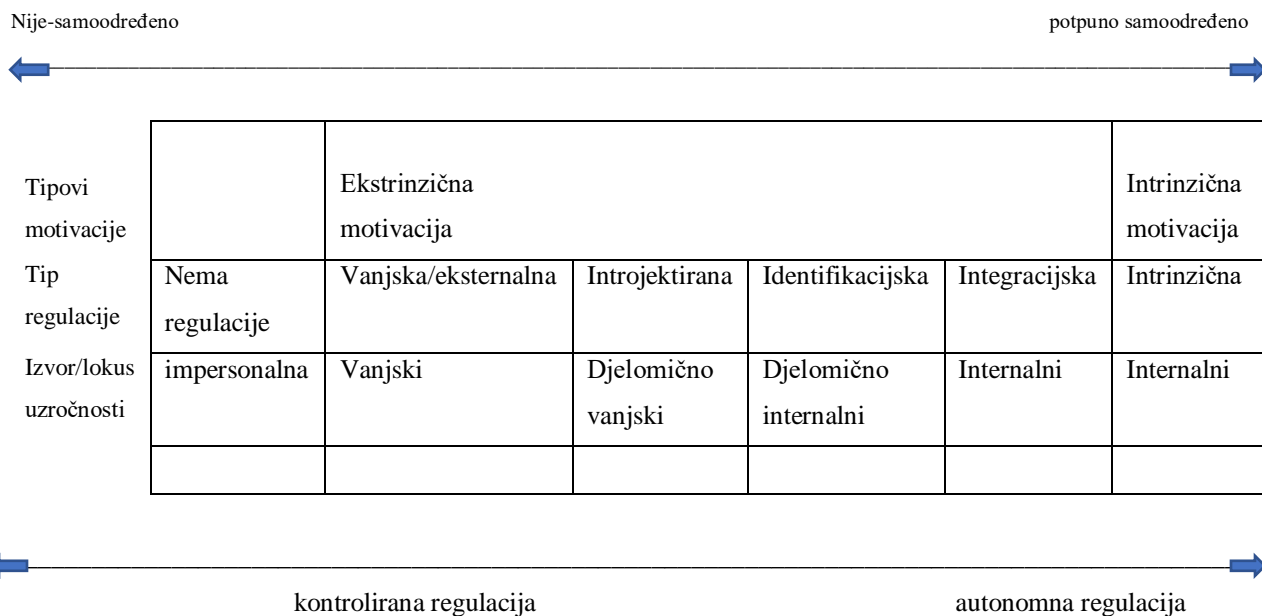 Nije-samoodređeno potpuno samoodređeno
Tipovi
motivacije
Ekstrinzična
motivacija
Intrinzična
motivacija
Tip
regulacije
Nema
regulacije
Vanjska/eksternalna
Introjektirana
Identifikacijska
Integracijska
Intrinzična
Izvor/lokus
uzročnosti
impersonalna
Vanjski
Djelomično
vanjski
Djelomično
internalni
Internalni
Internalni
kontrolirana regulacija autonomna regulacija